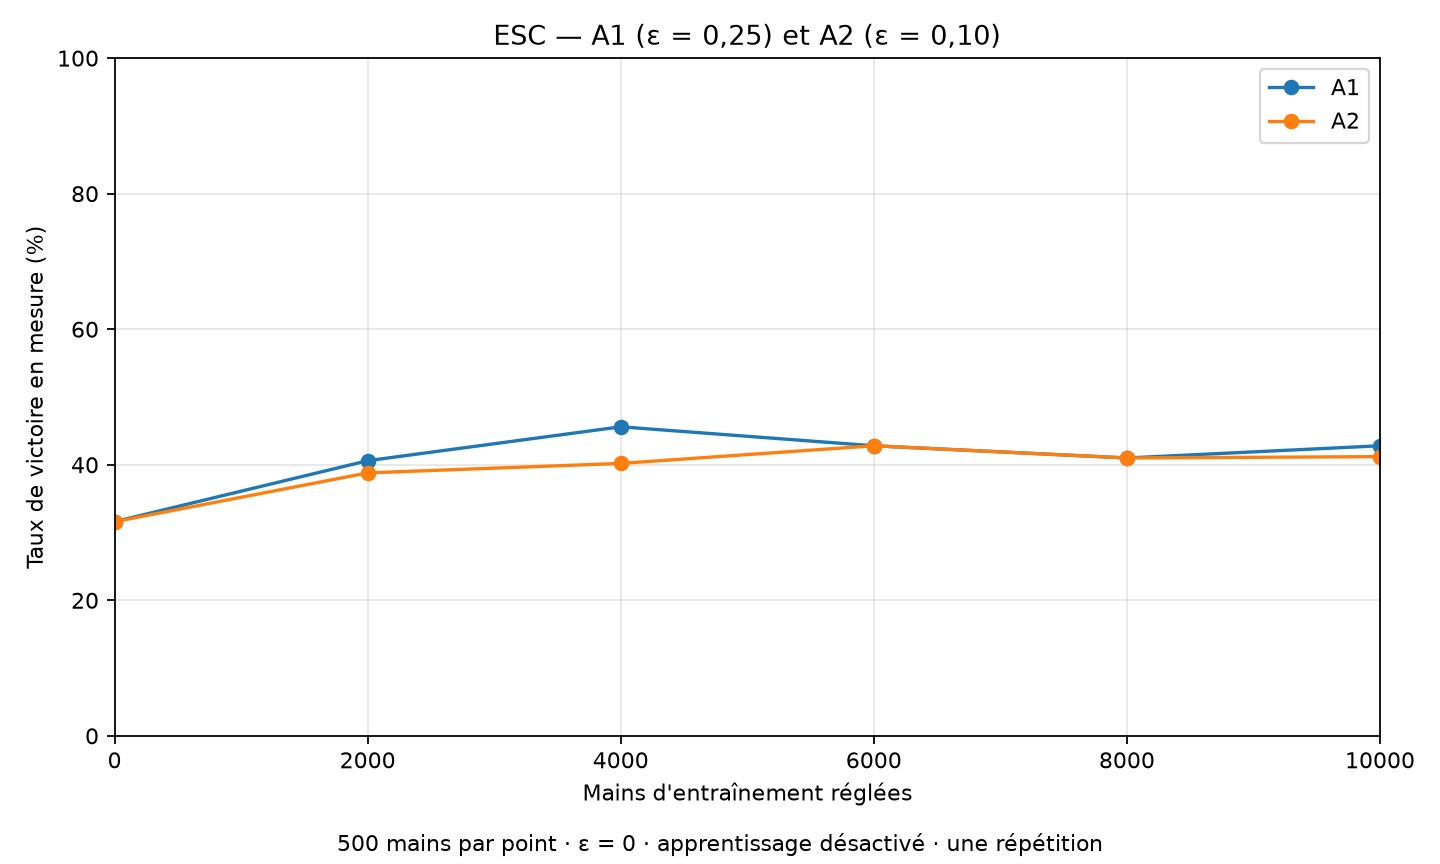 ESC — A1 (ε = 0,25) et A2 (ε = 0,10)
A1
A2
Taux de victoire en mesure (%)
100
80
60
40
20
0
0 2000 4000 6000 8000 10000
Mains d'entraînement réglées
500 mains par point · ε = 0 · apprentissage désactivé · une répétition